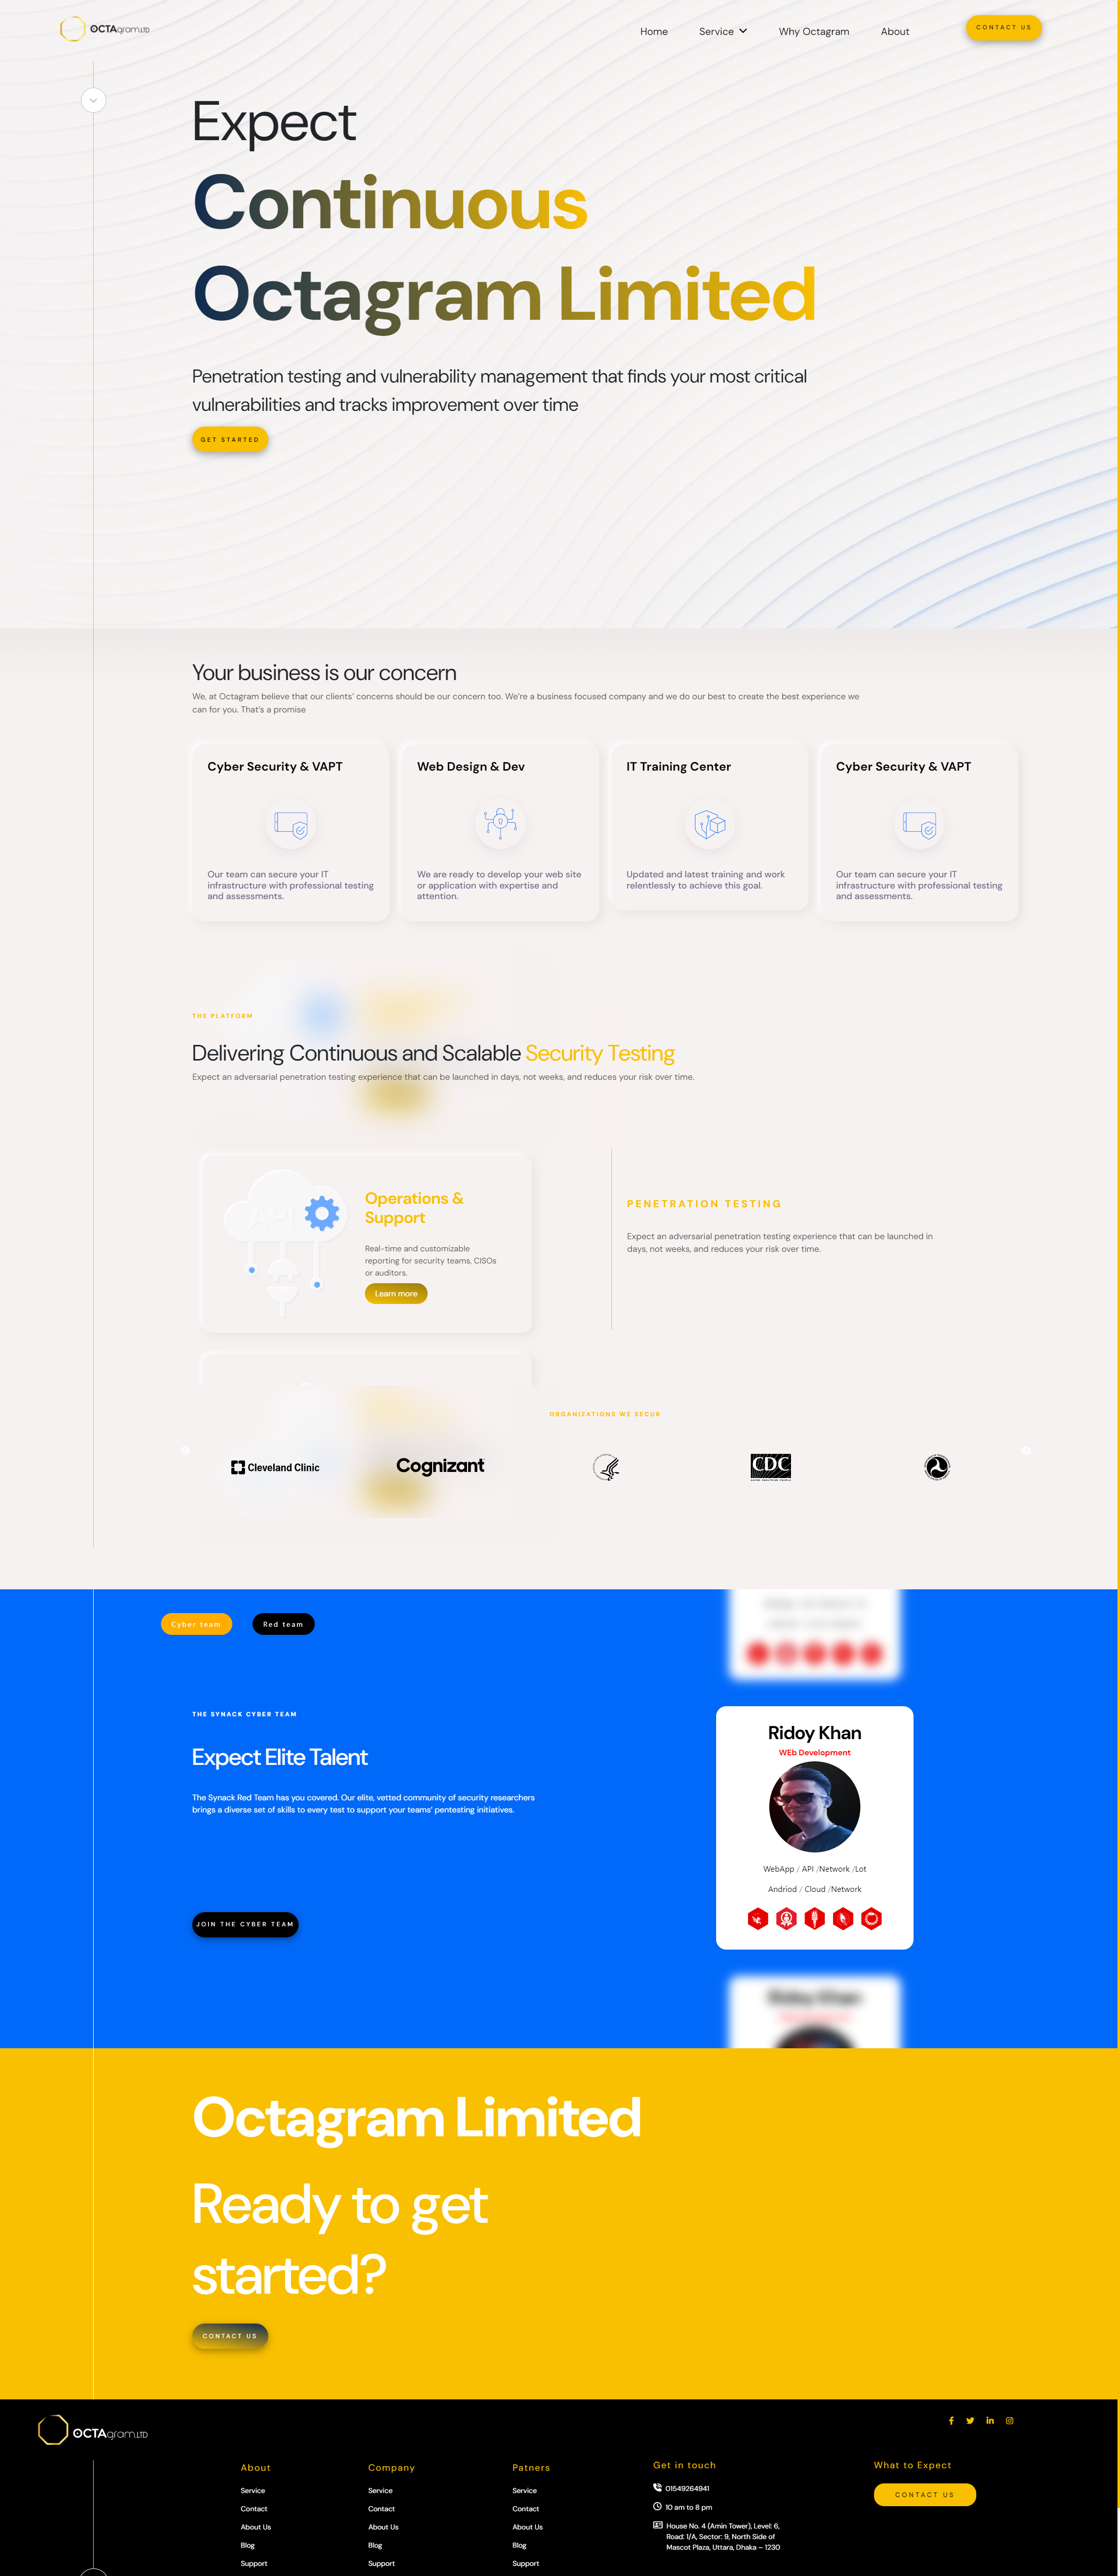 OCTAgram.LTD
Home
Service
Why Octagram
About
CONTACT US
Expect
Continuous
Octagram Limited
Penetration testing and vulnerability management that finds your most critical
vulnerabilities and tracks improvement over time
GET STARTED
Your business is our concern
We, at Octagram believe that our clients' concerns should be our concern too. We're a business focused company and we do our best to create the best experience we
can for you. That's a promise
Cyber Security & VAPT
Our team can secure your IT
infrastructure with professional testing
and assessments.
Web Design & Dev
We are ready to develop your web site
or application with expertise and
attention.
IT Training Center
Updated and latest training and work
relentlessly to achieve this goal.
Cyber Security & VAPT
Our team can secure your IT
infrastructure with professional testing
and assessments.
THE PLATFORM
Delivering Continuous and Scalable Security Testing
Expect an adversarial penetration testing experience that can be launched in days, not weeks, and reduces your risk over time.
API
Operations &
Support
Real-time and customizable
reporting for security teams, CISOs
or auditors.
Learn more
PENETRATION TESTING
Expect an adversarial penetration testing experience that can be launched in
days, not weeks, and reduces your risk over time.
ORGANIZATIONS WE SECUR
Cleveland Clinic
Cognizant
CDC
Cyber team
Red team
THE SYNACK CYBER TEAM
Expect Elite Talent
The Synack Red Team has you covered. Our elite, vetted community of security researchers
brings a diverse set of skills to every test to support your teams' pentesting initiatives.
JOIN THE CYBER TEAM
Ridoy Khan
WEb Development
WebApp / API /Network /Lot
Andriod / Cloud /Network
Ridoy Khan
Octagram Limited
Ready to get
started?
CONTACT US
OCTAgram.LTD
About
Service
Contact
About Us
Blog
Support
Company
Service
Contact
About Us
Blog
Support
Patners
Service
Contact
About Us
Blog
Support
Get in touch
01549264941
10 am to 8 pm
House No. 4 (Amin Tower), Level: 6,
Road: 1/A, Sector: 9, North Side of
Mascot Plaza, Uttara, Dhaka – 1230
What to Expect
CONTACT US